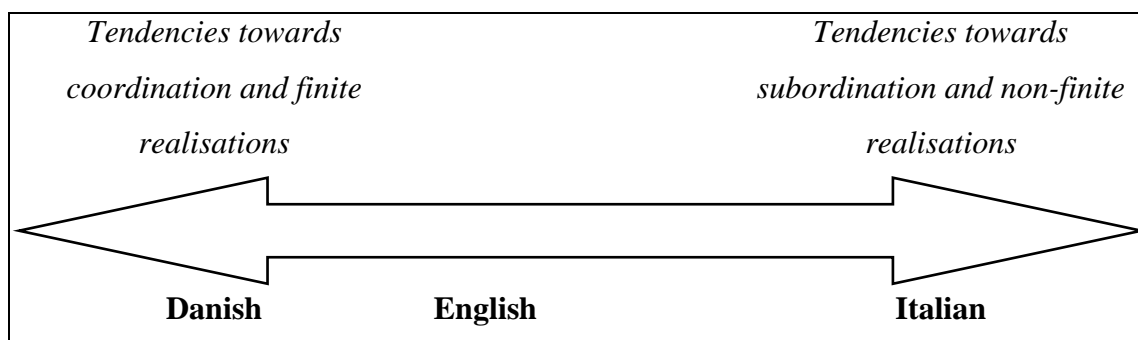 Tendencies towards
coordination and finite
realisations
Tendencies towards
subordination and non-finite
realisations
Danish English Italian